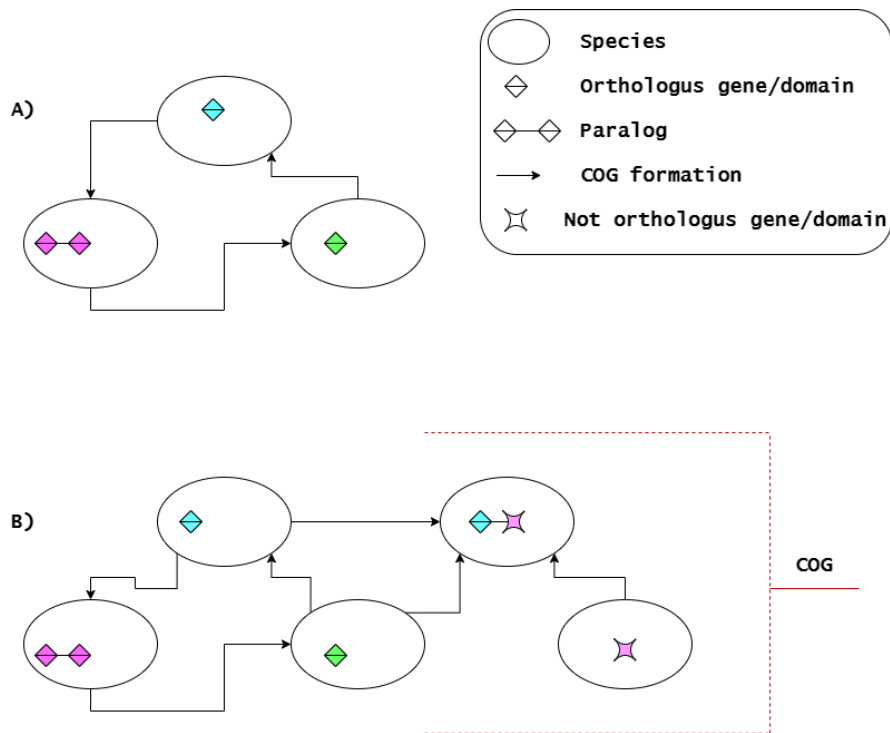 Species
A)
Orthologus gene/domain
Paralog
COG formation
Not orthologus gene/domain
B)
COG